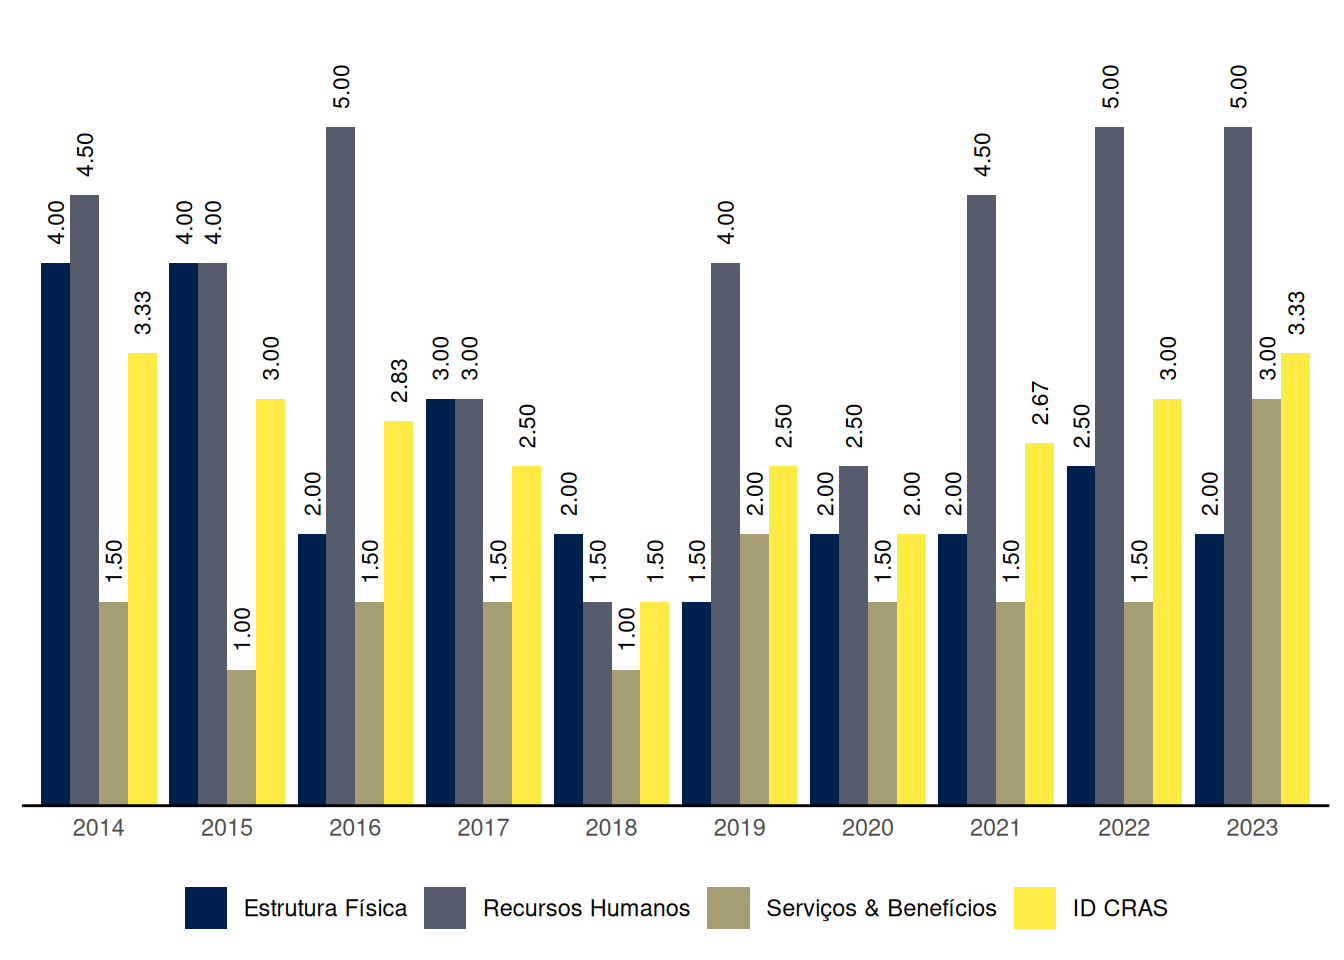 4.00 4.50 1.50 3.33 4.00 4.00 1.00 3.00 2.00 5.00 1.50 2.83 3.00 3.00 1.50 2.50 2.00 1.50 1.00 1.50 1.50 4.00 2.00 2.50 2.00 2.50 1.50 2.00 2.00 4.50 1.50 2.67 2.50 5.00 1.50 3.00 2.00 5.00 3.00 3.33
2014 2015 2016 2017 2018 2019 2020 2021 2022 2023
Estrutura Física Recursos Humanos Serviços & Benefícios ID CRAS